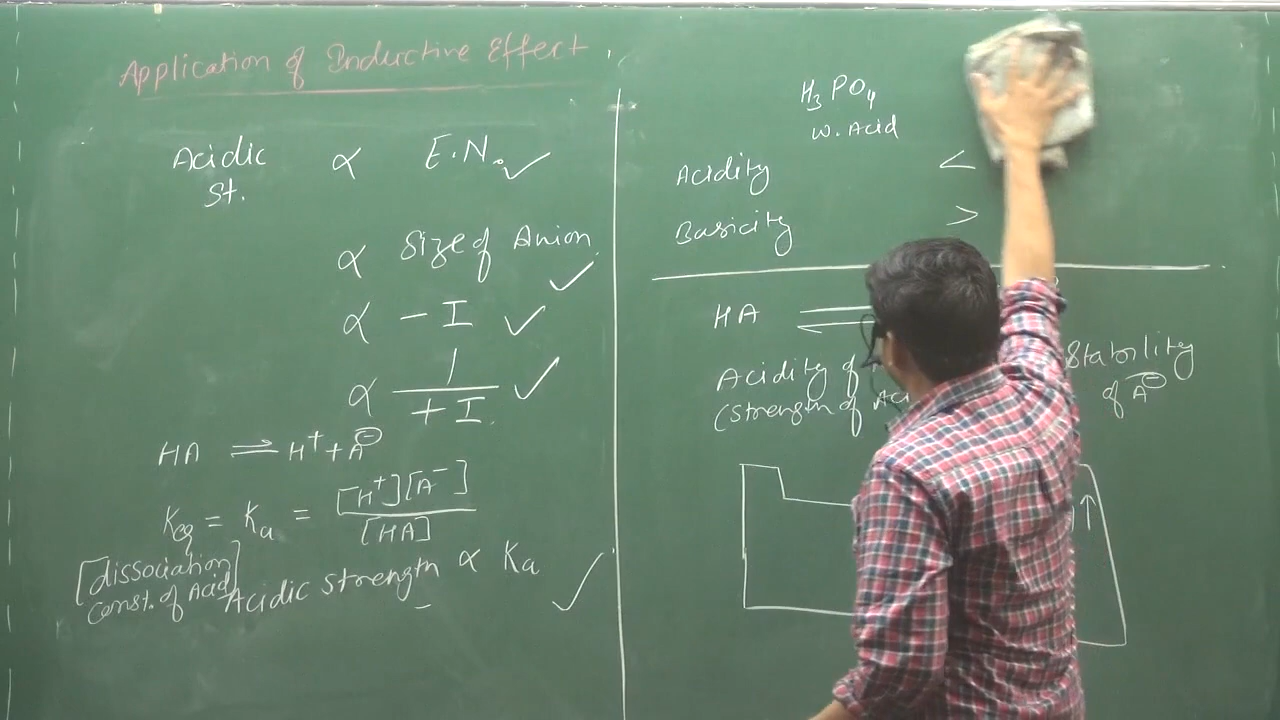 Application of Inductive Effect
Acidic St. ∝ E.N. ✓
∝ Size of Anion ✓
∝ - I ✓
∝ 1/+I ✓
HA ⇌ H⁺ + A⊖
Keq = Ka = [H⁺][A⁻]/[HA]
[dissociation const. of Acid]
Acidic strength ∝ Ka ✓
H₃PO₄
W. Acid
Acidity <
Basicity >
HA
Acidity of
(Strength of
Stability
of A⊖
↑